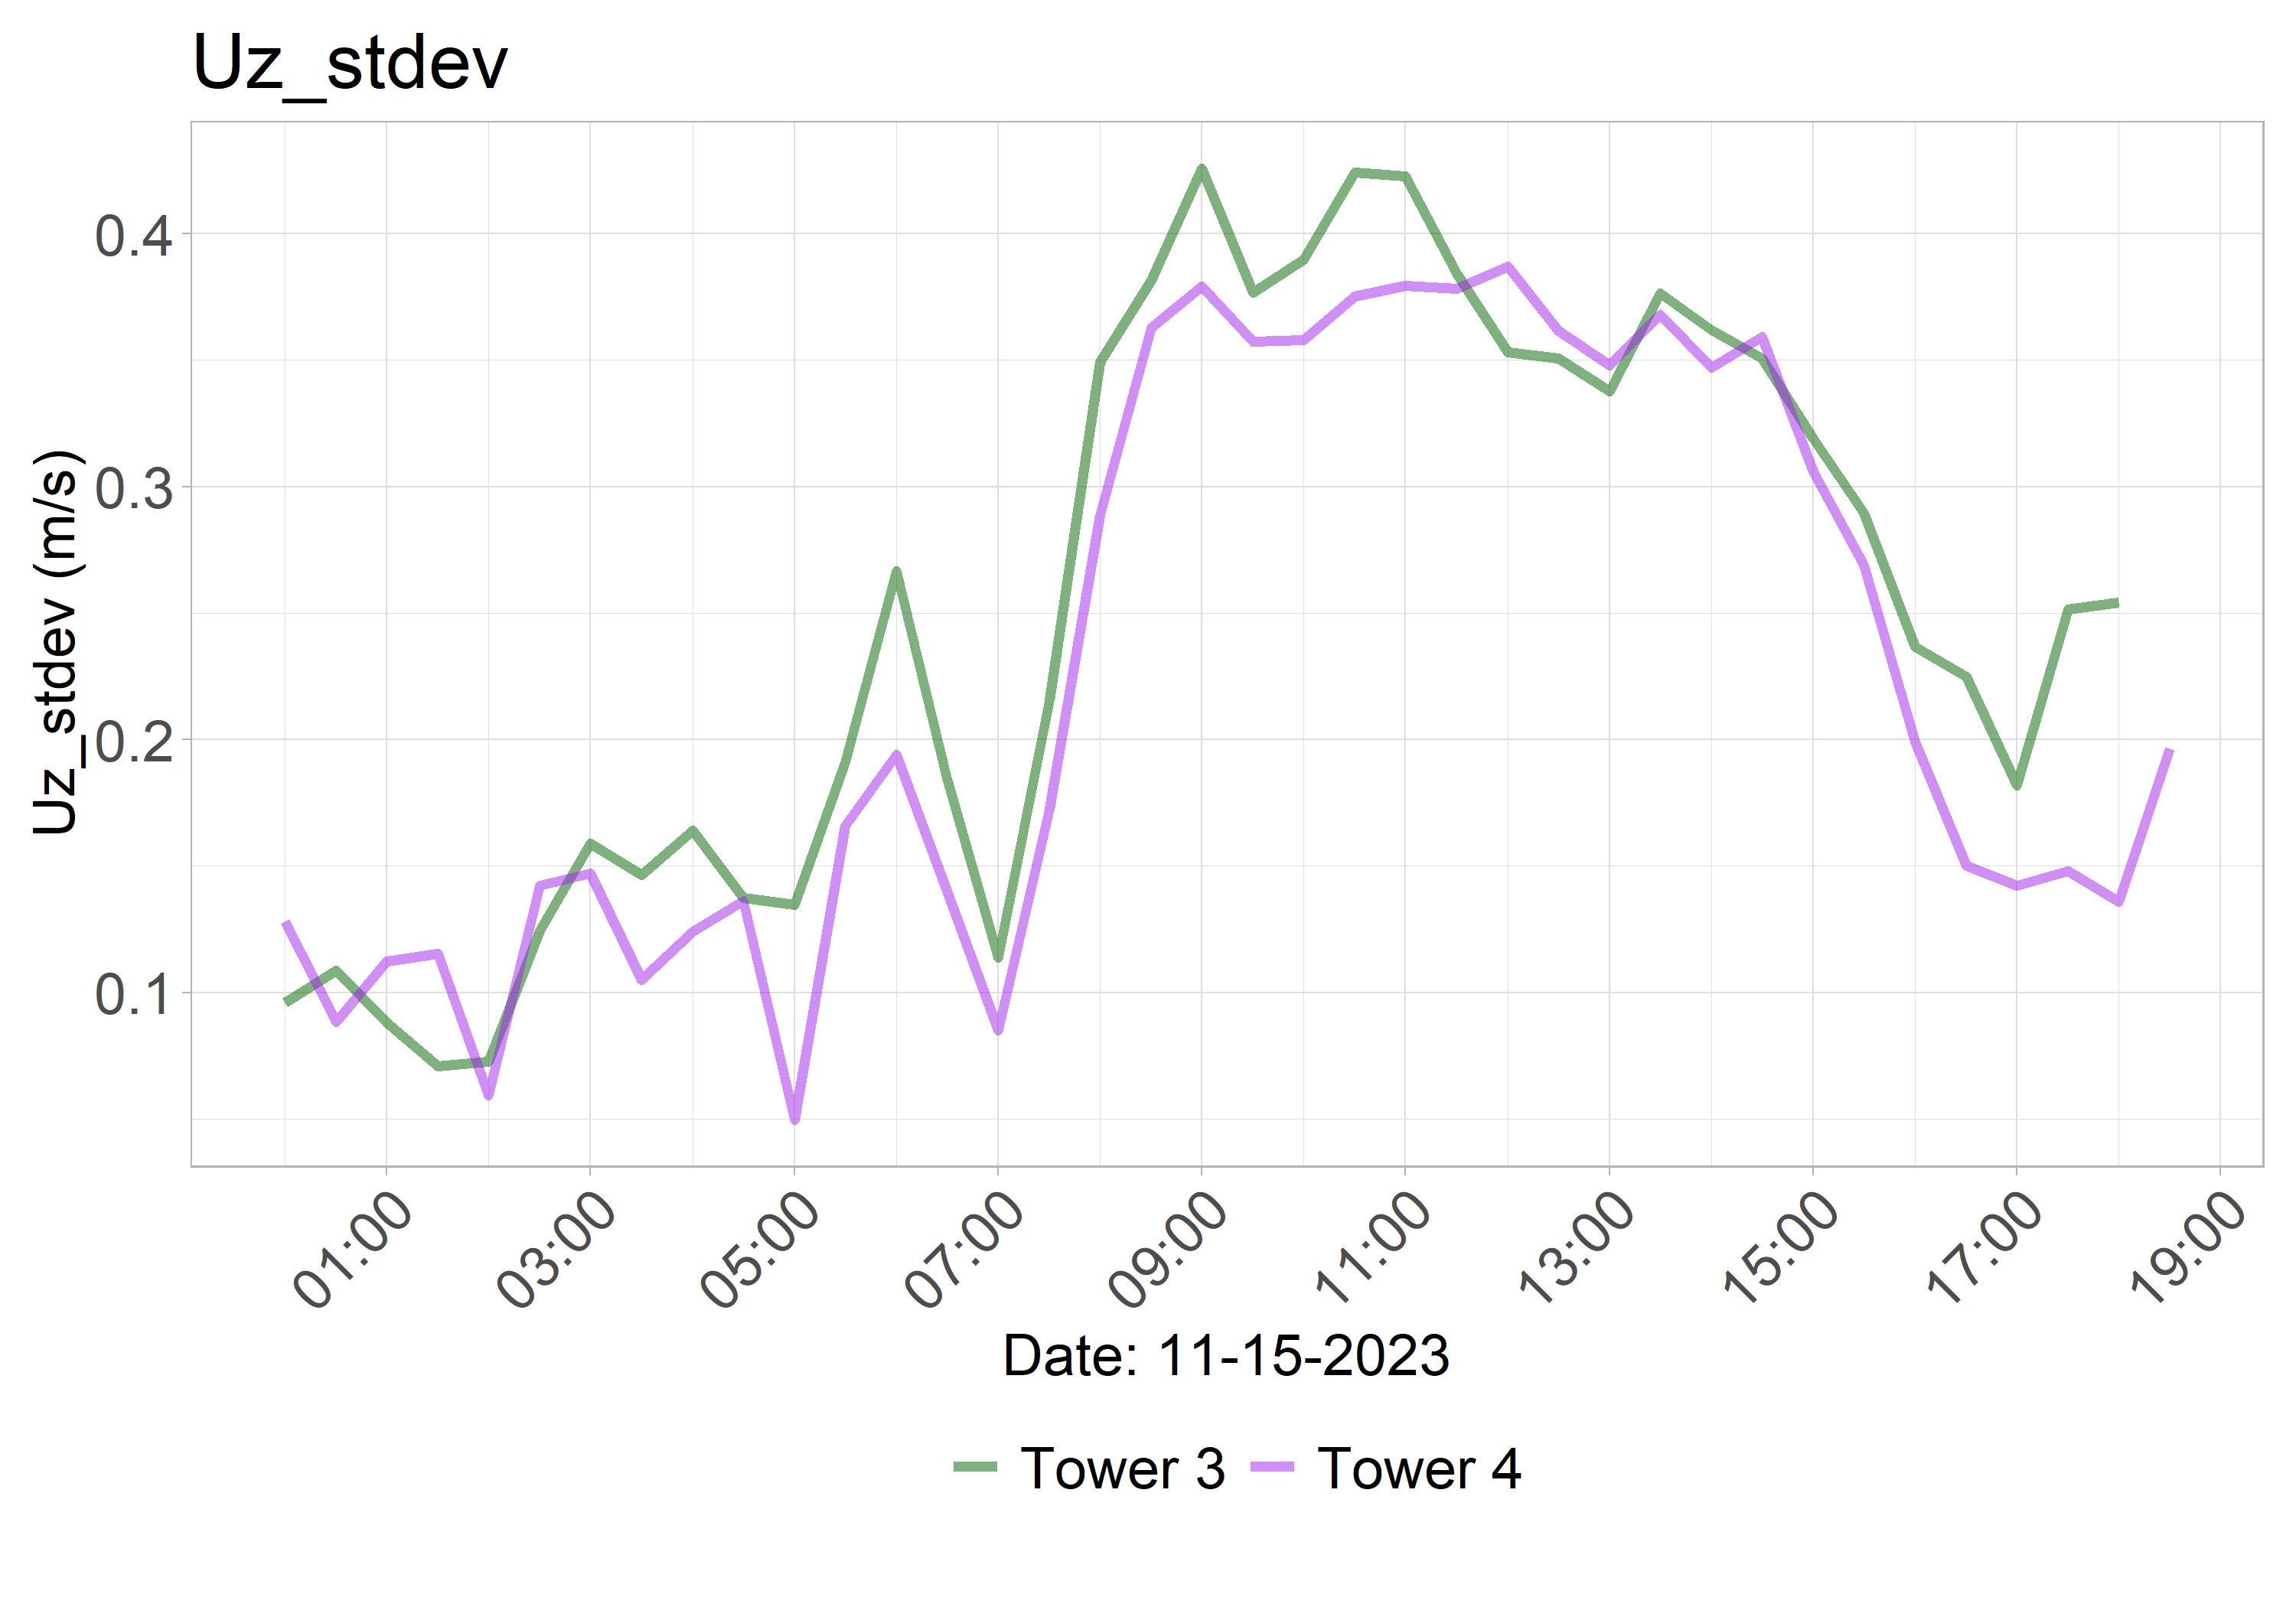 Uz_stdev
Uz_stdev (m/s)
0.4
0.3
0.2
0.1
01:00 03:00 05:00 07:00 09:00 11:00 13:00 15:00 17:00 19:00
Date: 11-15-2023
Tower 3 Tower 4